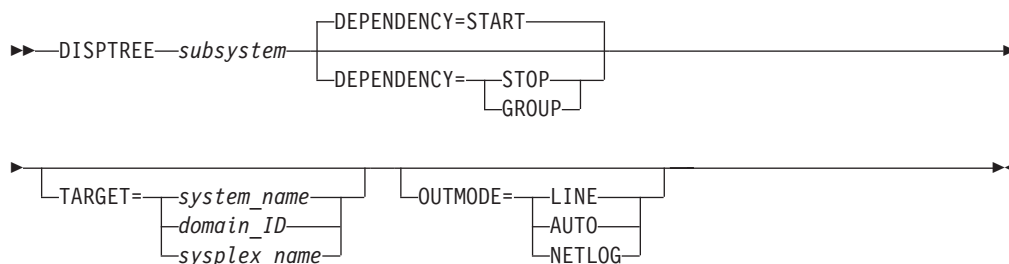 DEPENDENCY=START
DISPTREE subsystem
DEPENDENCY= STOP
GROUP
TARGET= system_name
domain_ID
sysplex_name
OUTMODE= LINE
AUTO
NETLOG